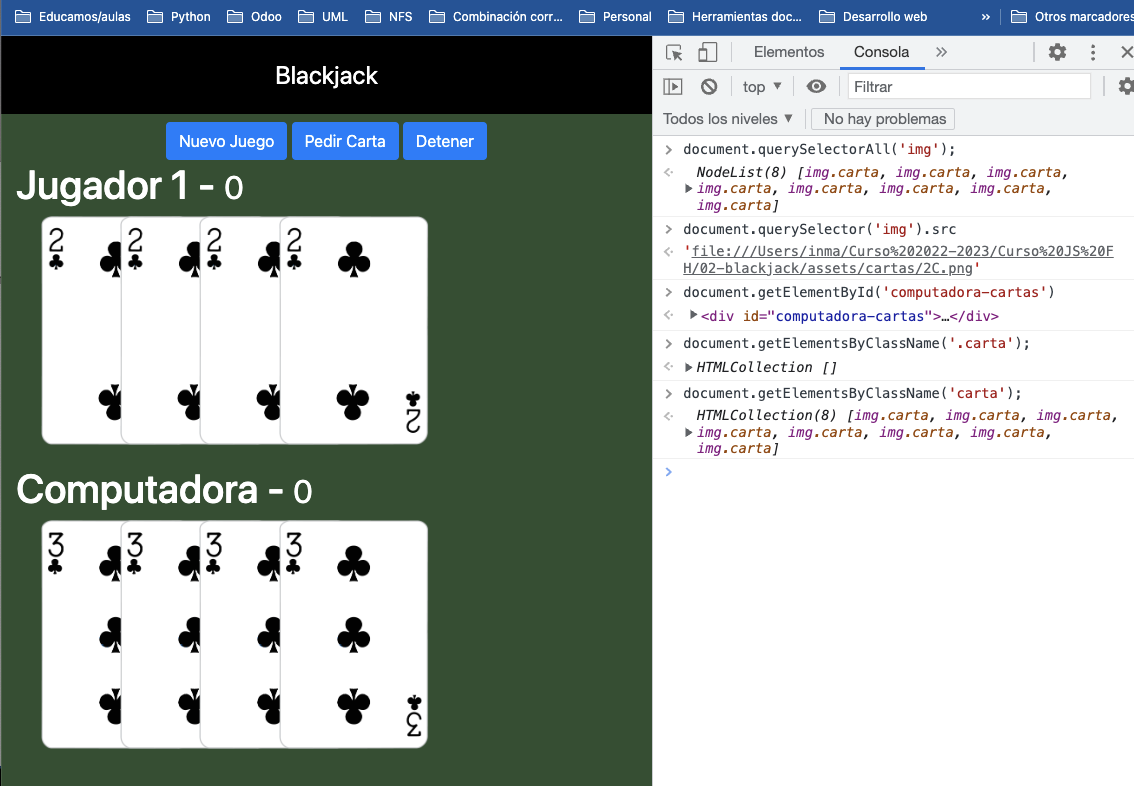 Educamos/aulas Python Odoo UML NFS Combinación corr... Personal Herramientas doc... Desarrollo web » Otros marcadores
Blackjack
Nuevo Juego Pedir Carta Detener
Jugador 1 - 0
2 2 2 2
2
Computadora - 0
3 3 3 3
3
Elementos Consola »
top ▼ Filtrar
Todos los niveles ▼ No hay problemas
> document.querySelectorAll('img');
NodeList(8) [img.carta, img.carta, img.carta,
img.carta, img.carta, img.carta, img.carta,
img.carta]
> document.querySelector('img').src
'file:///Users/inma/Curso%202022-2023/Curso%20JS%20F
H/02-blackjack/assets/cartas/2C.png'
> document.getElementById('computadora-cartas')
<div id="computadora-cartas">…</div>
> document.getElementsByClassName('.carta');
HTMLCollection []
> document.getElementsByClassName('carta');
HTMLCollection(8) [img.carta, img.carta, img.carta,
img.carta, img.carta, img.carta, img.carta,
img.carta]
>